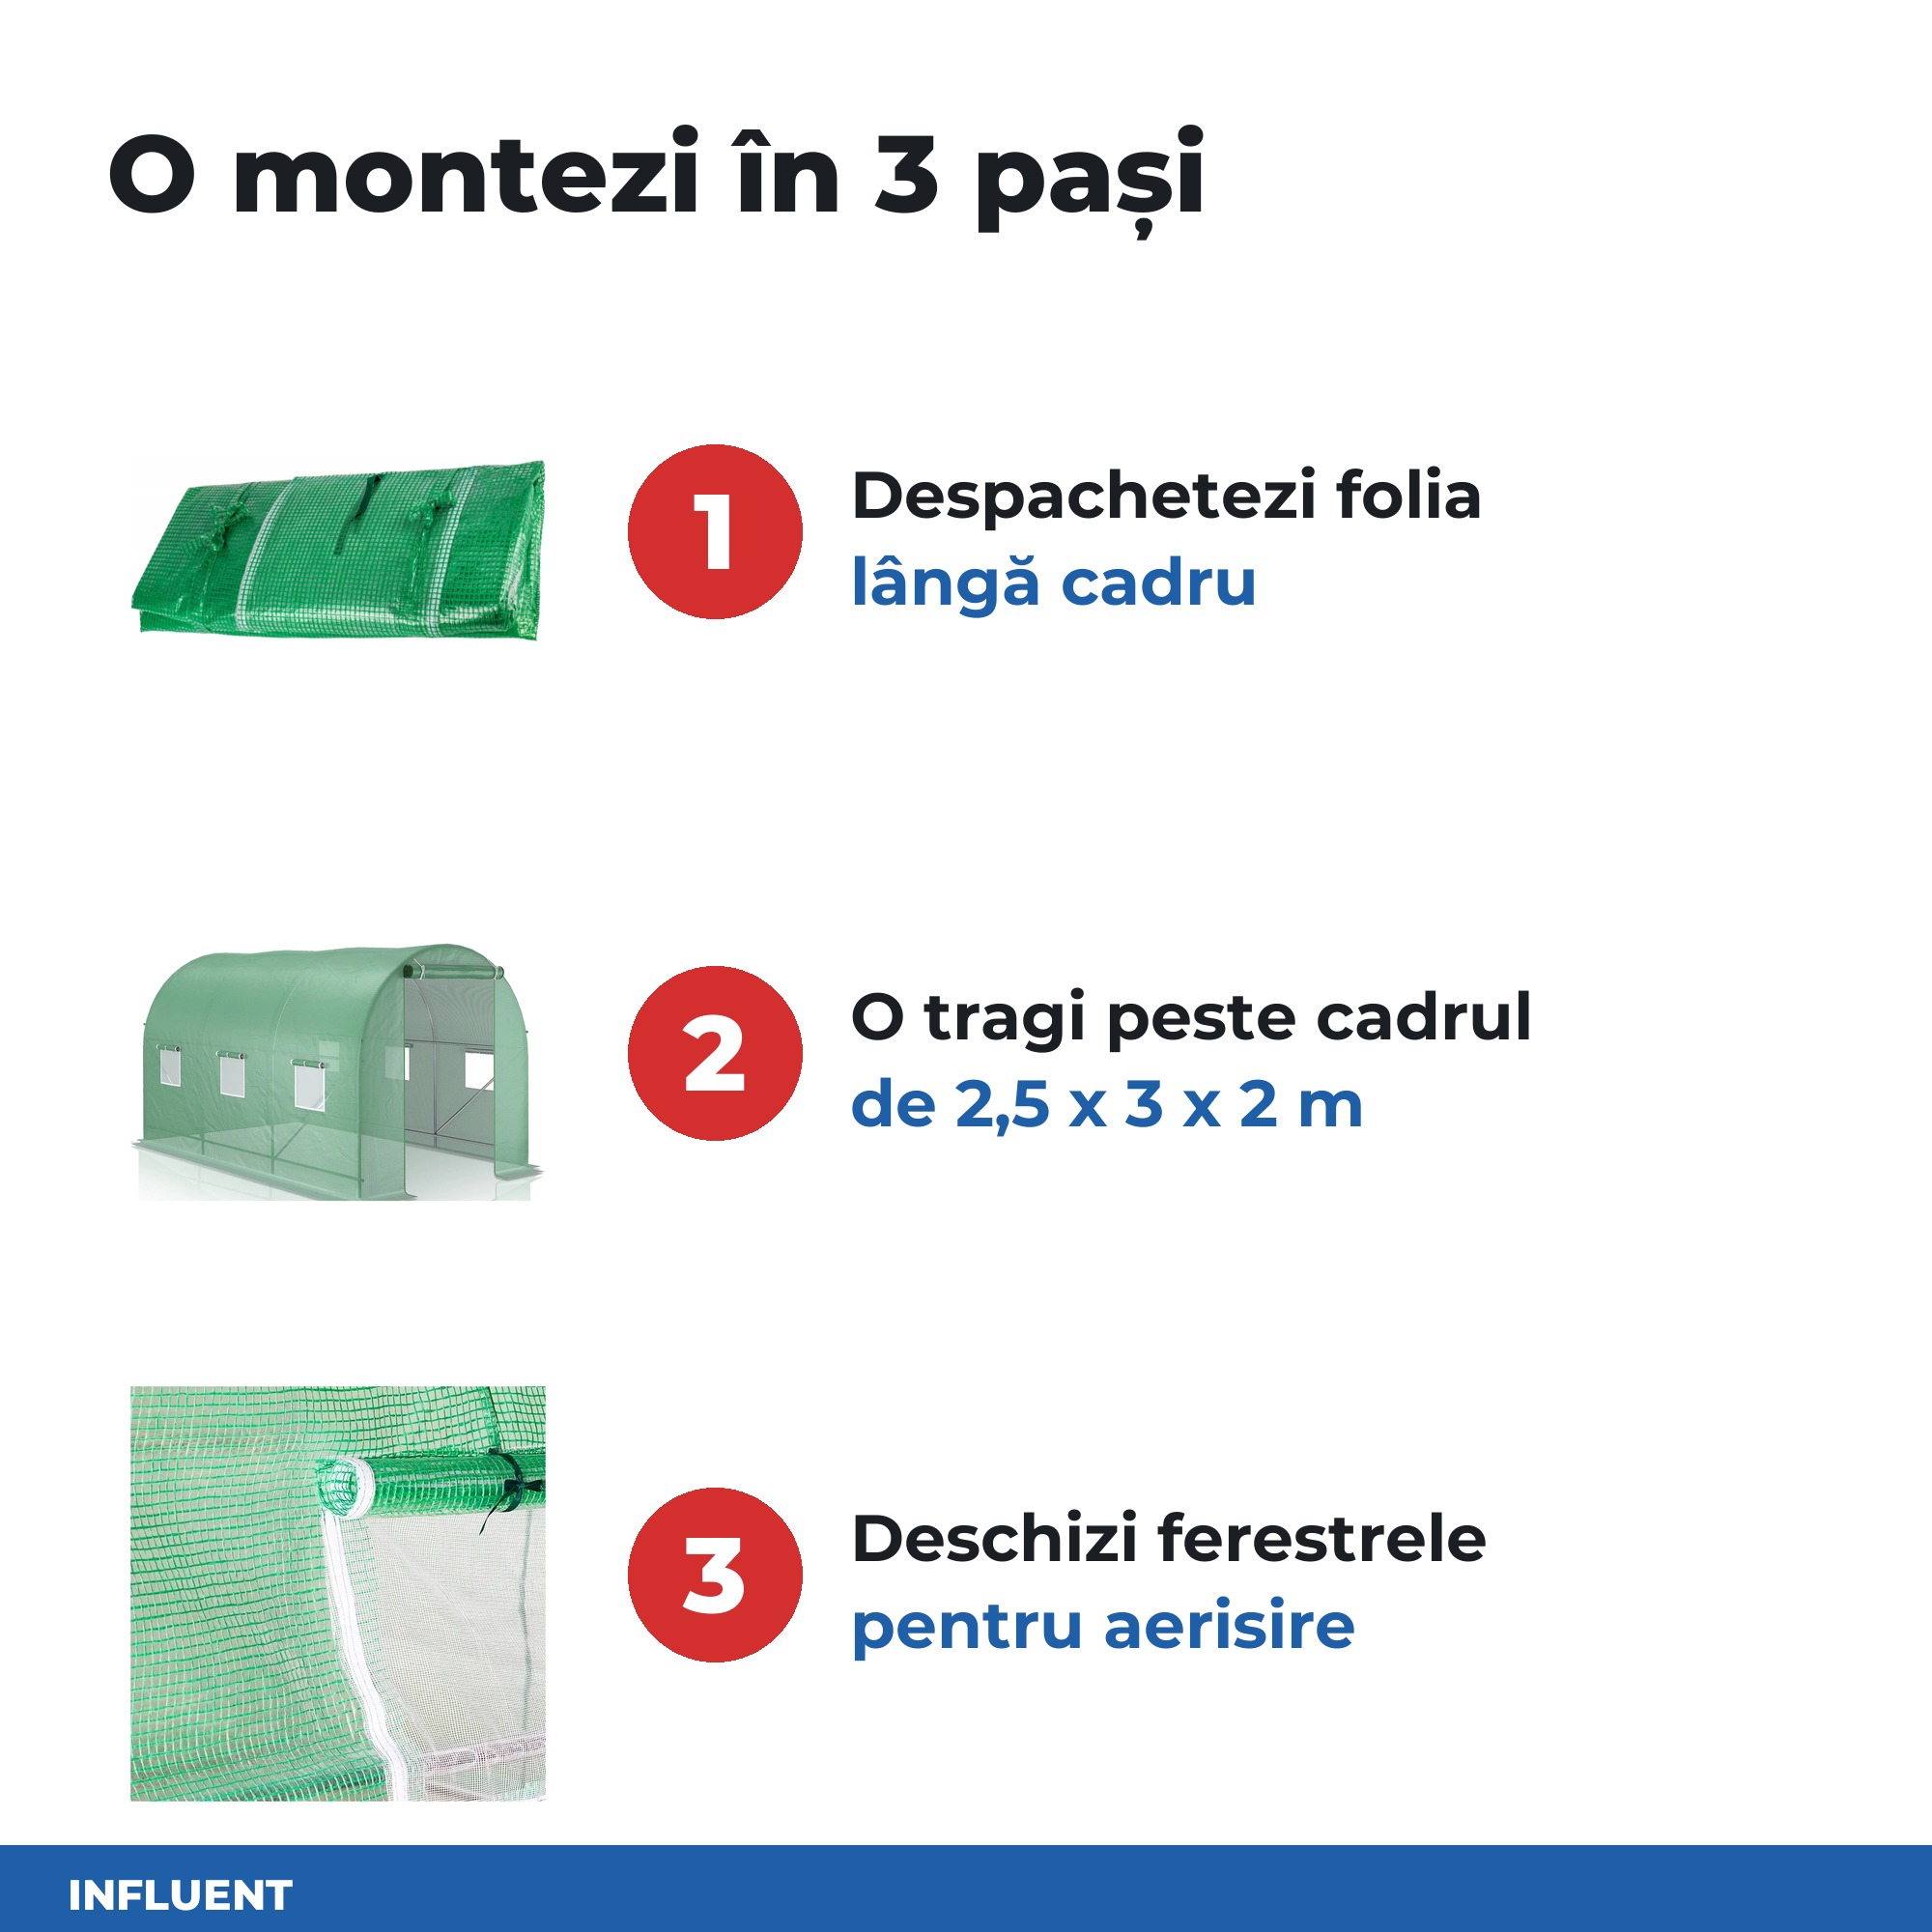 O montezi în 3 pași
1
Despachetezi folia
lângă cadru
2
O tragi peste cadrul
de 2,5 x 3 x 2 m
3
Deschizi ferestrele
pentru aerisire
INFLUENT